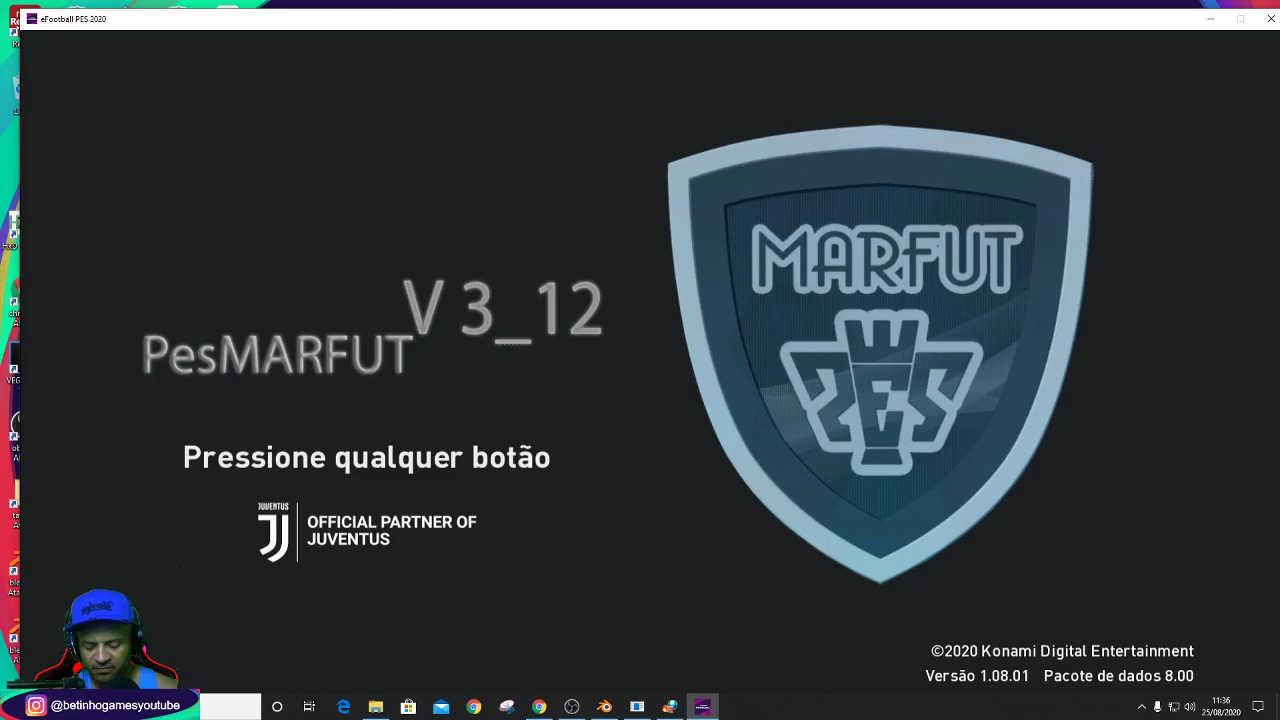 eFootball PES 2020
V 3_12
PesMARFUT
MARFUT
PES
Pressione qualquer botão
JUVENTUS
OFFICIAL PARTNER OF
JUVENTUS
©2020 Konami Digital Entertainment
Versão 1.08.01 Pacote de dados 8.00
@betinhogamesyoutube
11:36
25/08/2020